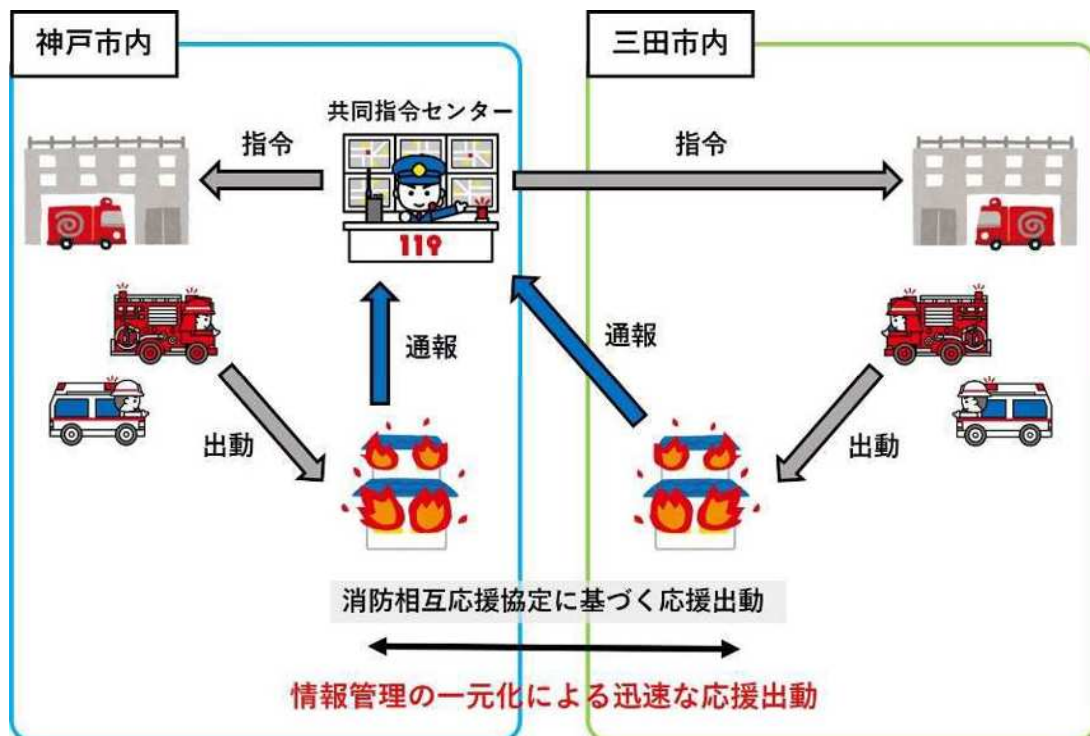 神戸市内
三田市内
共同指令センター
指令
指令
119
通報
通報
出動
出動
消防相互応援協定に基づく応援出動
情報管理の一元化による迅速な応援出動